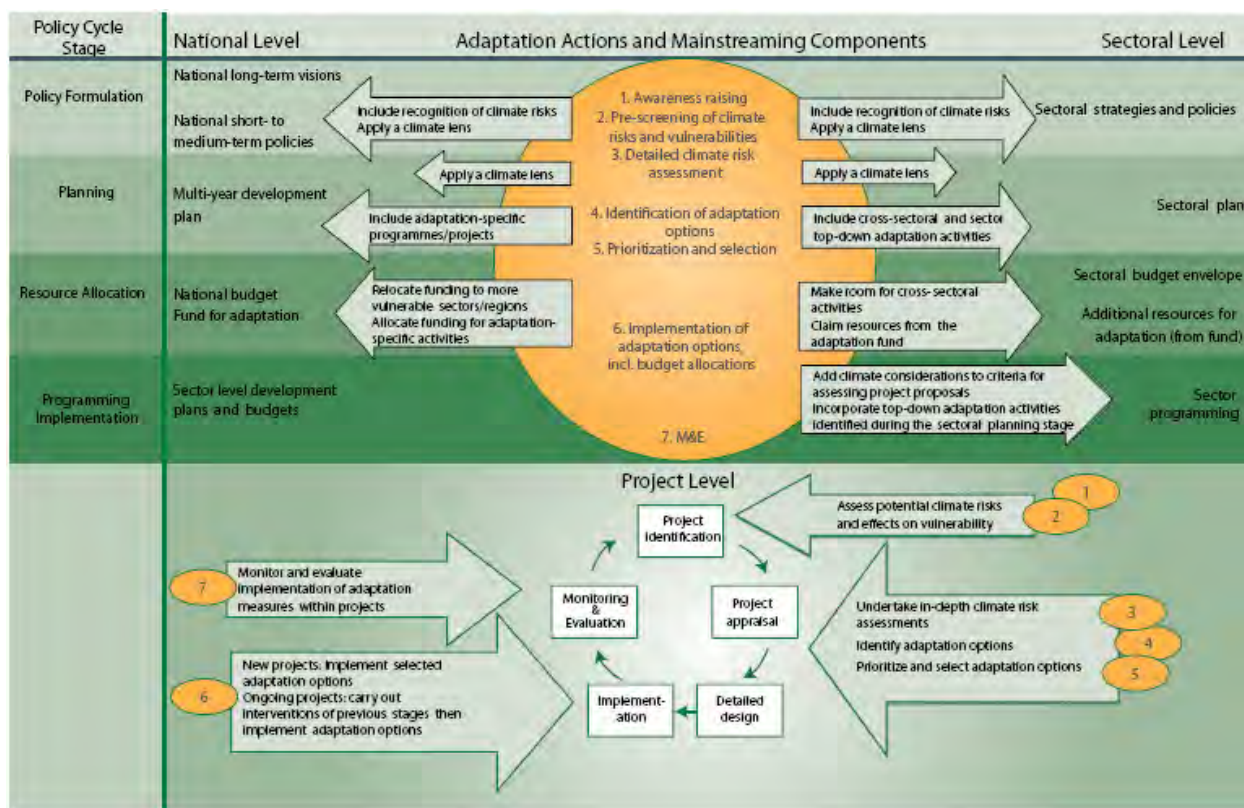 Policy Cycle
Stage
National Level
Adaptation Actions and Mainstreaming Components
Sectoral Level
Policy Formulation
National long-term visions
National short- to
medium-term policies
Include recognition of climate risks
Apply a climate lens
1. Awareness raising
2. Pre-screening of climate
risks and vulnerabilities
3. Detailed climate risk
assessment
Include recognition of climate risks
Apply a climate lens
Sectoral strategies and policies
Planning
Multi-year development
plan
Apply a climate lens
Apply a climate lens
Include adaptation-specific
programmes/projects
4. Identification of adaptation
options
5. Prioritization and selection
Include cross-sectoral and sector
top-down adaptation activities
Sectoral plan
Resource Allocation
National budget
Fund for adaptation
Relocate funding to more
vulnerable sectors/regions
Allocate funding for adaptation-
specific activities
6. Implementation of
adaptation options,
incl. budget allocations
Make room for cross-sectoral
activities
Claim resources from the
adaptation fund
Sectoral budget envelope
Additional resources for
adaptation (from fund)
Programming
Implementation
Sector level development
plans and budgets
7. M&E
Add climate considerations to criteria for
assessing project proposals
Incorporate top-down adaptation activities
identified during the sectoral planning stage
Sector
programming
Project Level
Project
identification
Assess potential climate risks
and effects on vulnerability
1
2
7
Monitor and evaluate
implementation of adaptation
measures within projects
Monitoring
&
Evaluation
Project
appraisal
Undertake in-depth climate risk
assessments
Identify adaptation options
Prioritize and select adaptation options
3
4
5
6
New projects: implement selected
adaptation options
Ongoing projects: carry out
interventions of previous stages then
implement adaptation options
Implement-
ation
Detailed
design